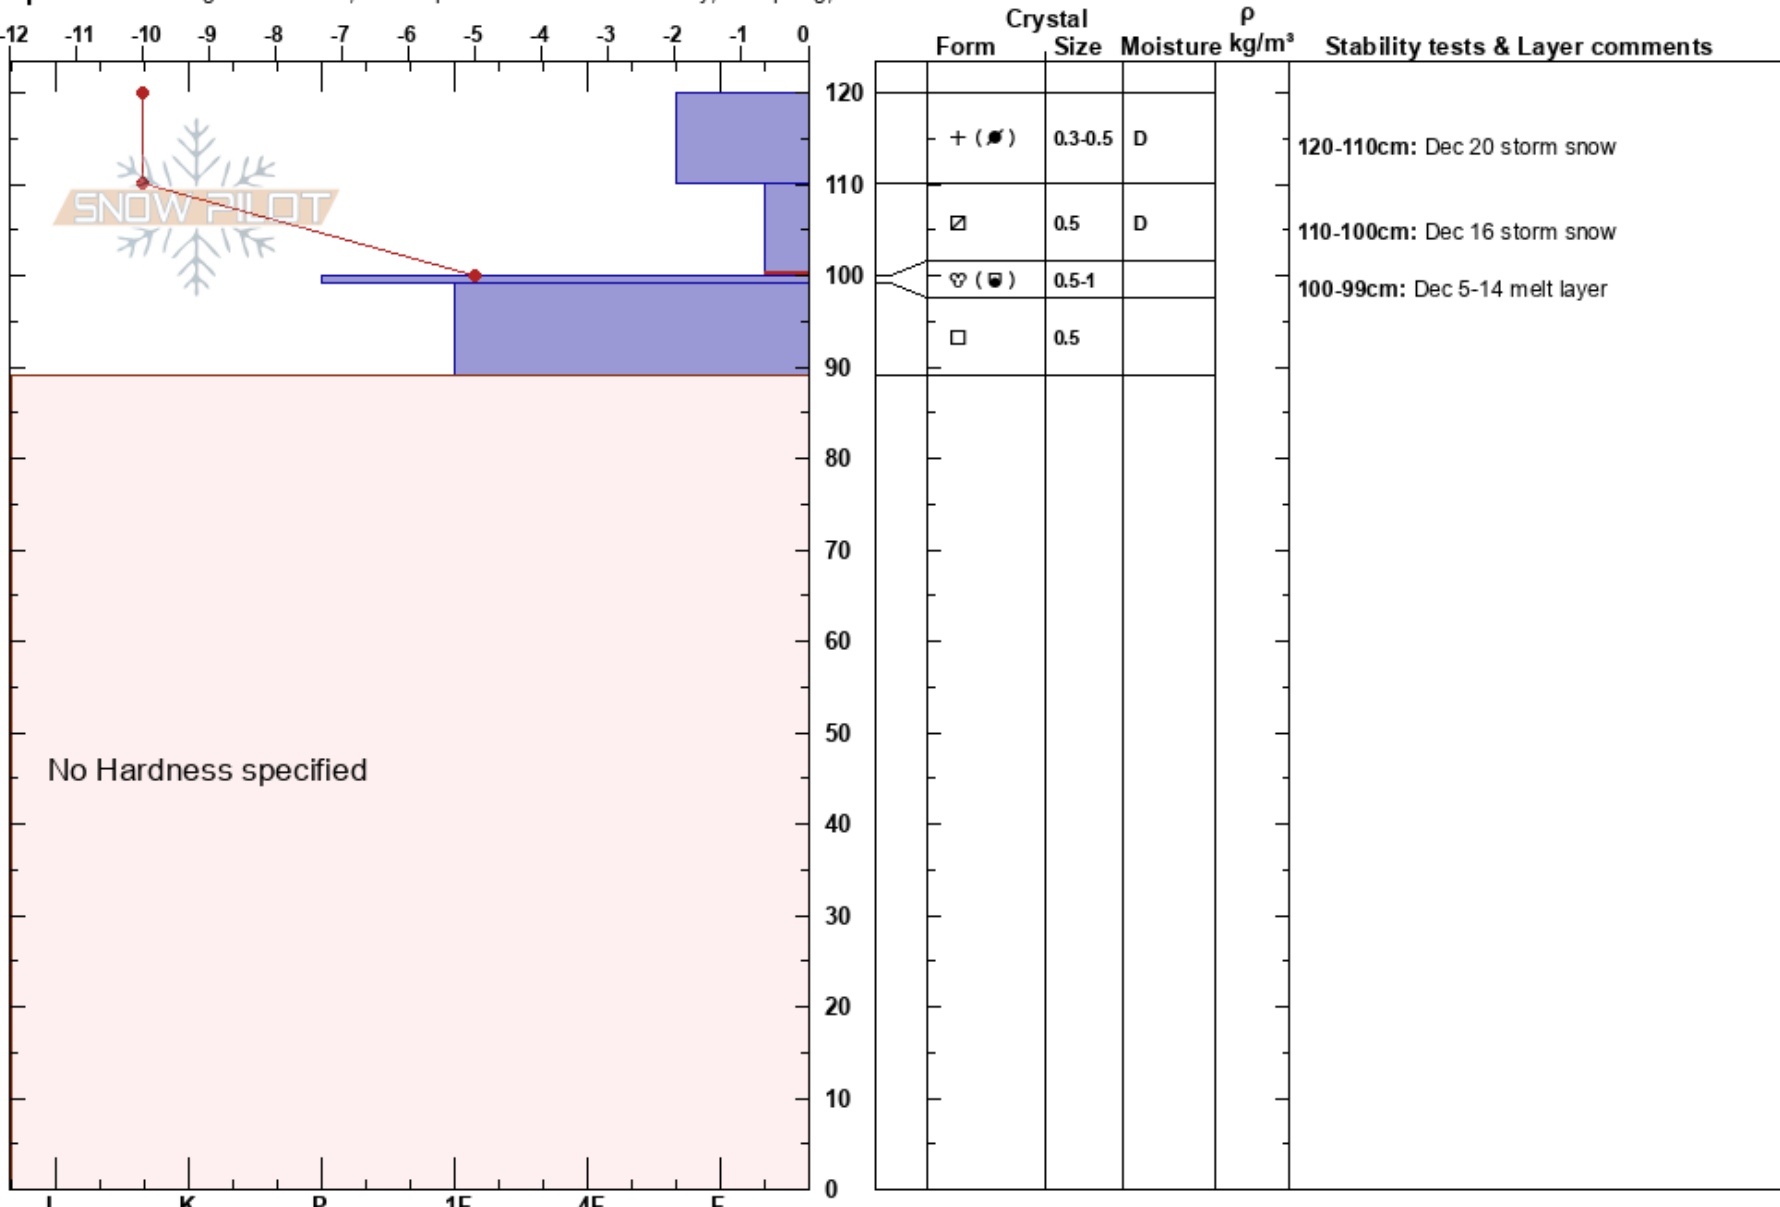 -12 -11 -10 -9 -8 -7 -6 -5 -4 -3 -2 -1 0
Crystal
Form Size Moisture ρ kg/m³ Stability tests & Layer comments
120
+ ( ) 0.3-0.5 D 120-110cm: Dec 20 storm snow
110
SNOW PILOT
0.5 D 110-100cm: Dec 16 storm snow
100
0.5-1 100-99cm: Dec 5-14 melt layer
0.5
90
80
70
60
50
No Hardness specified
40
30
20
10
0
I K P 1F 4F F